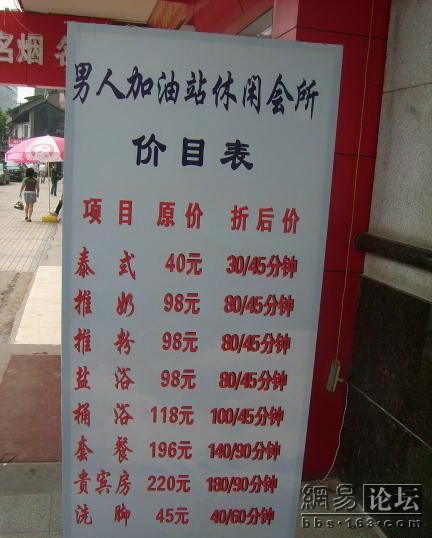 名烟名
男人加油站休闲会所
价目表
项目 原价 折后价
泰式 40元 30/45分钟
推奶 98元 80/45分钟
推粉 98元 80/45分钟
盐浴 98元 80/45分钟
桶浴 118元 100/45分钟
套餐 196元 140/90分钟
贵宾房 220元 180/90分钟
洗脚 45元 40/60分钟
網易论坛
bbs.163.com